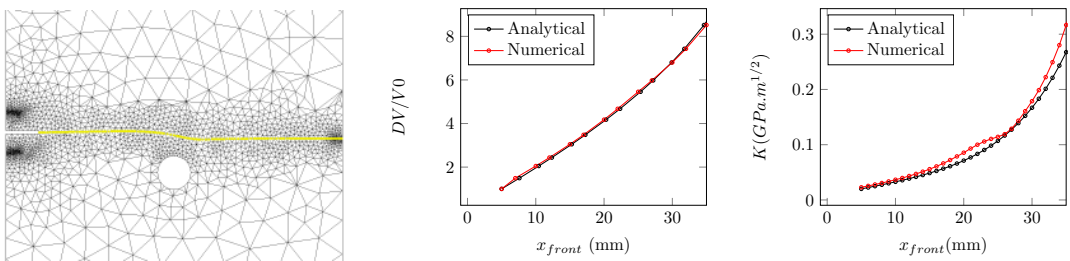 8
6
4
2
0
10
20
30
DV/V0
x_front (mm)
Analytical
Numerical
0.3
0.2
0.1
0
0
10
20
30
K(GPa.m^{1/2})
x_front(mm)
Analytical
Numerical